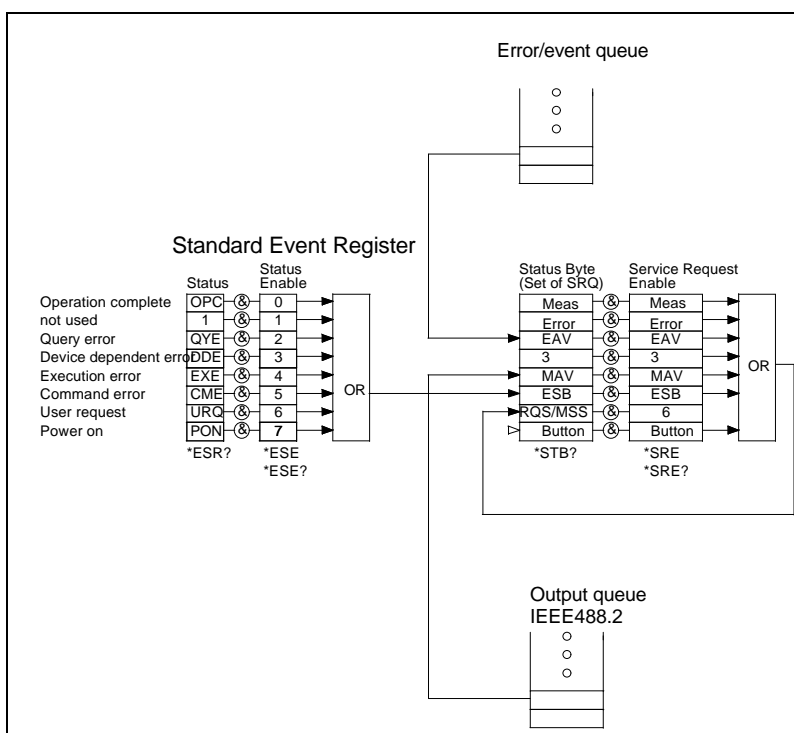 Error/event queue
Standard Event Register
Status
Status Enable
Status Byte (Set of SRQ)
Service Request Enable
Operation complete OPC & 0 Meas & Meas
not used 1 & 1 Error & Error
Query error QYE & 2 EAV & EAV
Device dependent error DDE & 3 3 & 3
Execution error EXE & 4 MAV & MAV
Command error CME & 5 ESB & ESB
User request URQ & 6 RQS/MSS & 6
Power on PON & 7 Button & Button
OR
OR
*ESR? *ESE *STB? *SRE
*ESE? *SRE?
Output queue
IEEE488.2